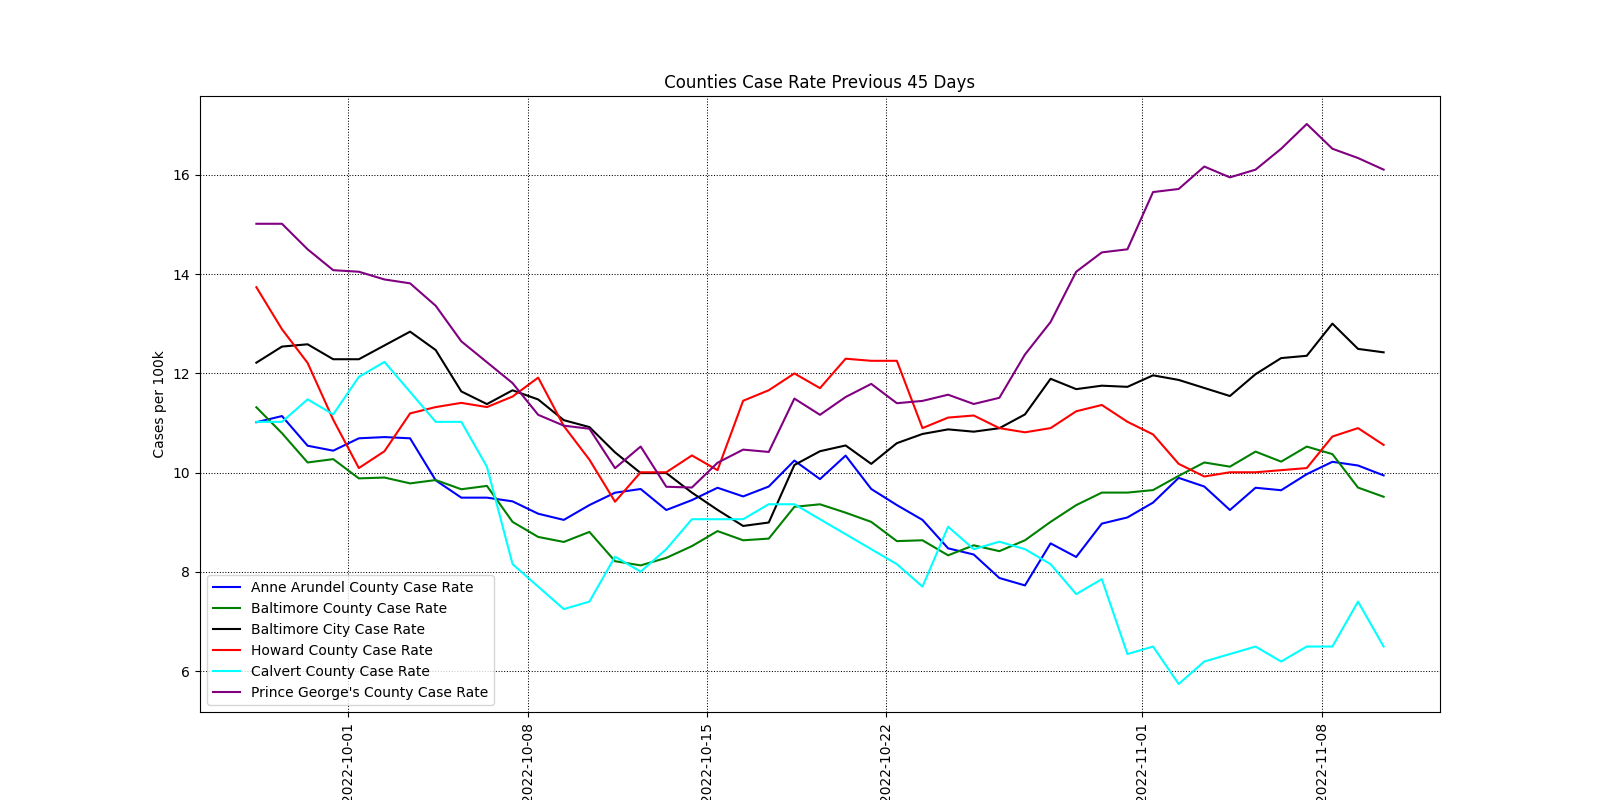 Counties Case Rate Previous 45 Days
Cases per 100k
16
14
12
10
8
6
Anne Arundel County Case Rate
Baltimore County Case Rate
Baltimore City Case Rate
Howard County Case Rate
Calvert County Case Rate
Prince George's County Case Rate
2022-10-01
2022-10-08
2022-10-15
2022-10-22
2022-11-01
2022-11-08